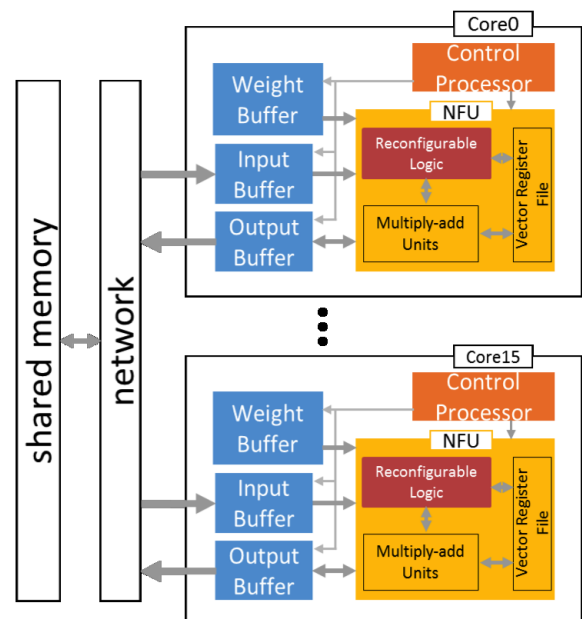 shared memory
network
Core0
Control
Processor
Weight
Buffer
NFU
Input
Buffer
Reconfigurable
Logic
Vector Register
File
Output
Buffer
Multiply-add
Units
Core15
Control
Processor
Weight
Buffer
NFU
Input
Buffer
Reconfigurable
Logic
Vector Register
File
Output
Buffer
Multiply-add
Units